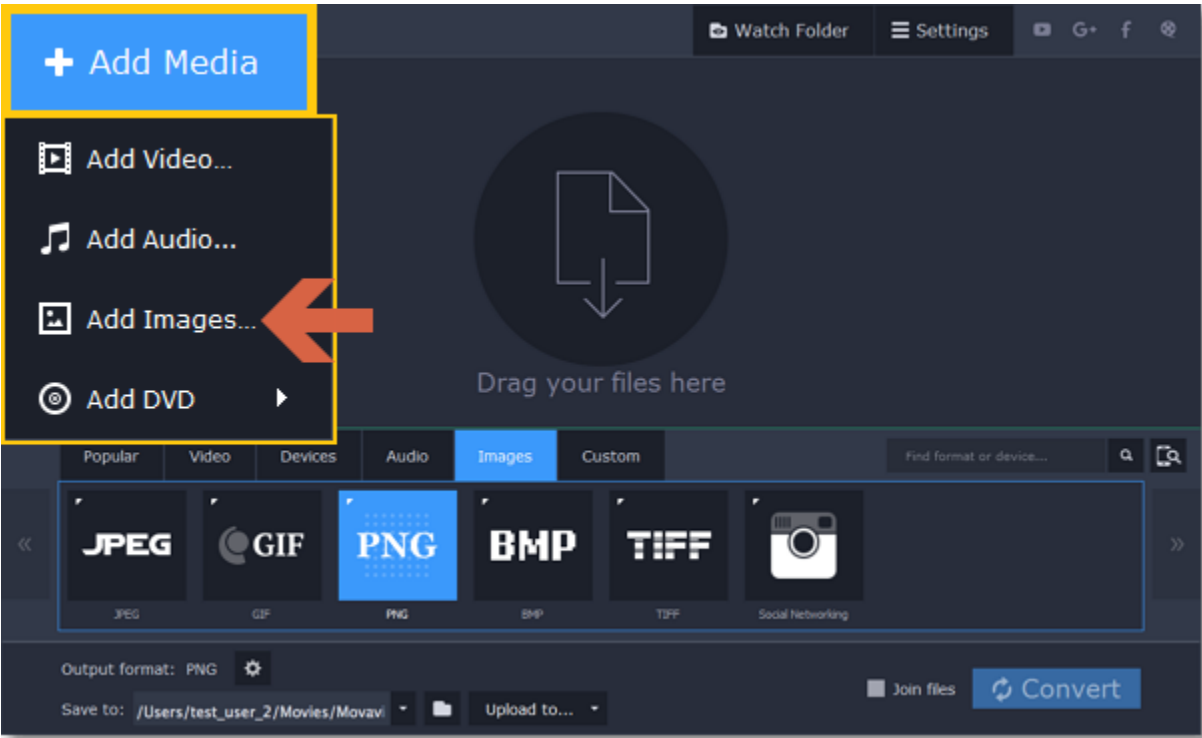 Add Media
Watch Folder
Settings
G+ f
Add Video...
Add Audio...
Add Images...
Add DVD
Drag your files here
Popular Video Devices Audio Images Custom
Find format or device...
JPEG GIF PNG BMP TIFF
JPEG GIF PNG BMP TIFF Social Networking
Output format: PNG
Join files
Convert
Save to: /Users/test_user_2/Movies/Movavi
Upload to...